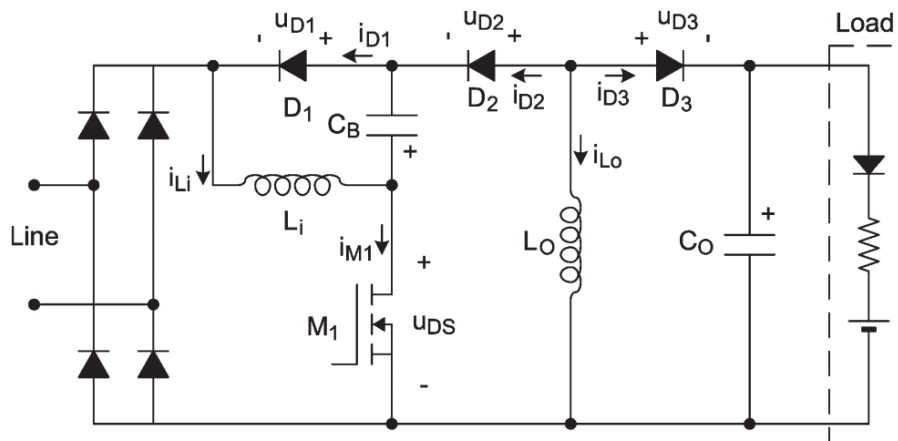 uD1 uD2 uD3 Load
- + iD1 - + + -
D1 D2 iD2 iD3 D3
CB
+
iLi iLo
Li
Line
iM1 + LO CO +
M1 uDS
-